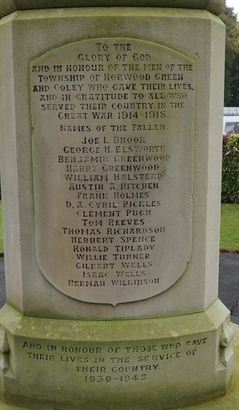 TO THE
GLORY OF GOD
AND IN HONOUR OF THE MEN OF THE
TOWNSHIP OF NORWOOD GREEN
AND COLEY WHO GAVE THEIR LIVES,
AND IN GRATITUDE TO ALL WHO
SERVED THEIR COUNTRY IN THE
GREAT WAR 1914-1918.
NAMES OF THE FALLEN.
JOE L. BROOK
GEORGE H. ELSWORTH
BENJAMIN GREENWOOD
HARRY GREENWOOD
WILLIAM HALSTEAD
AUSTIN A. HITCHEN
FRANK HOLMES
D. A. CYRIL PICKLES
CLEMENT PUGH
TOM REEVES
THOMAS RICHARDSON
HERBERT SPENCE
RONALD TIPLADY
WILLIE TURNER
GILBERT WELLS
ISAAC WELLS
HERMAN WILKINSON
AND IN HONOUR OF THOSE WHO GAVE
THEIR LIVES IN THE SERVICE OF
THEIR COUNTRY
1939-1945